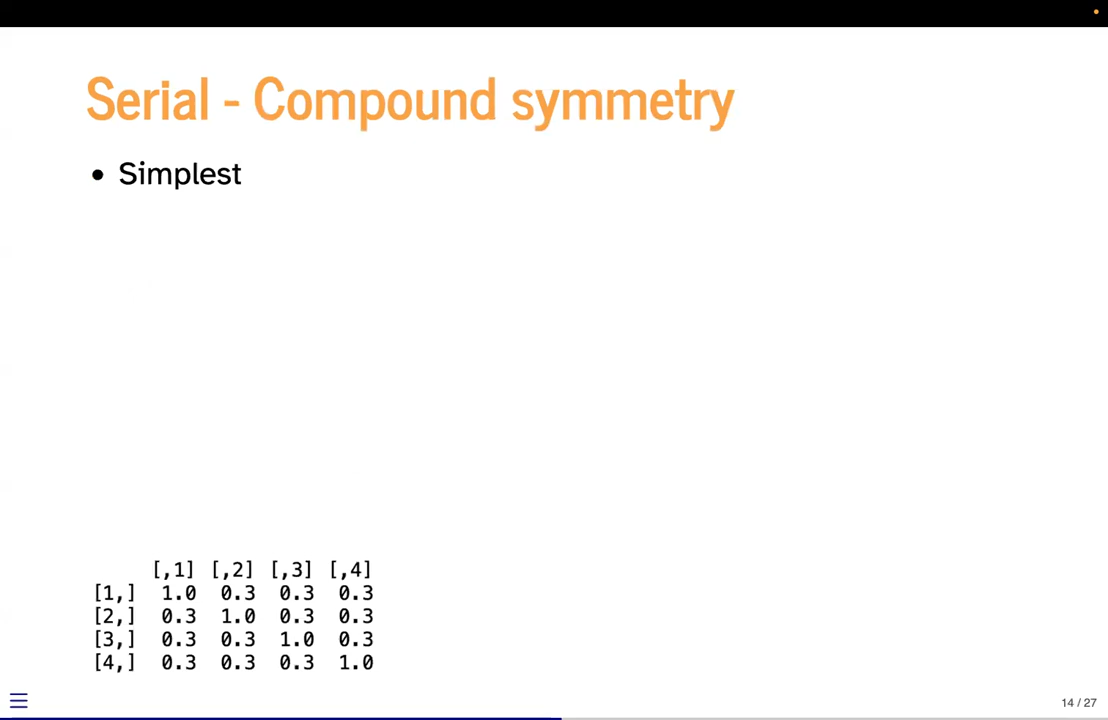 Serial - Compound symmetry
• Simplest
[,1] [,2] [,3] [,4]
[1,] 1.0 0.3 0.3 0.3
[2,] 0.3 1.0 0.3 0.3
[3,] 0.3 0.3 1.0 0.3
[4,] 0.3 0.3 0.3 1.0
14 / 27